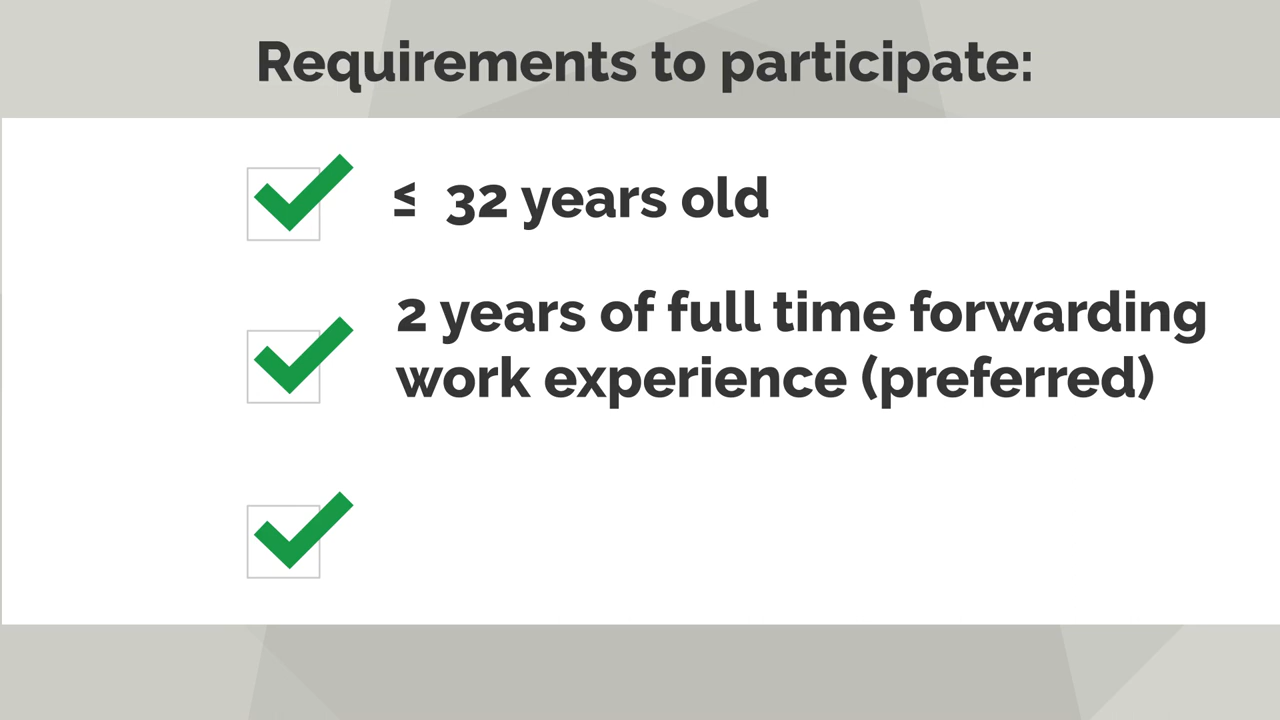 Requirements to participate:
≤ 32 years old
2 years of full time forwarding
work experience (preferred)